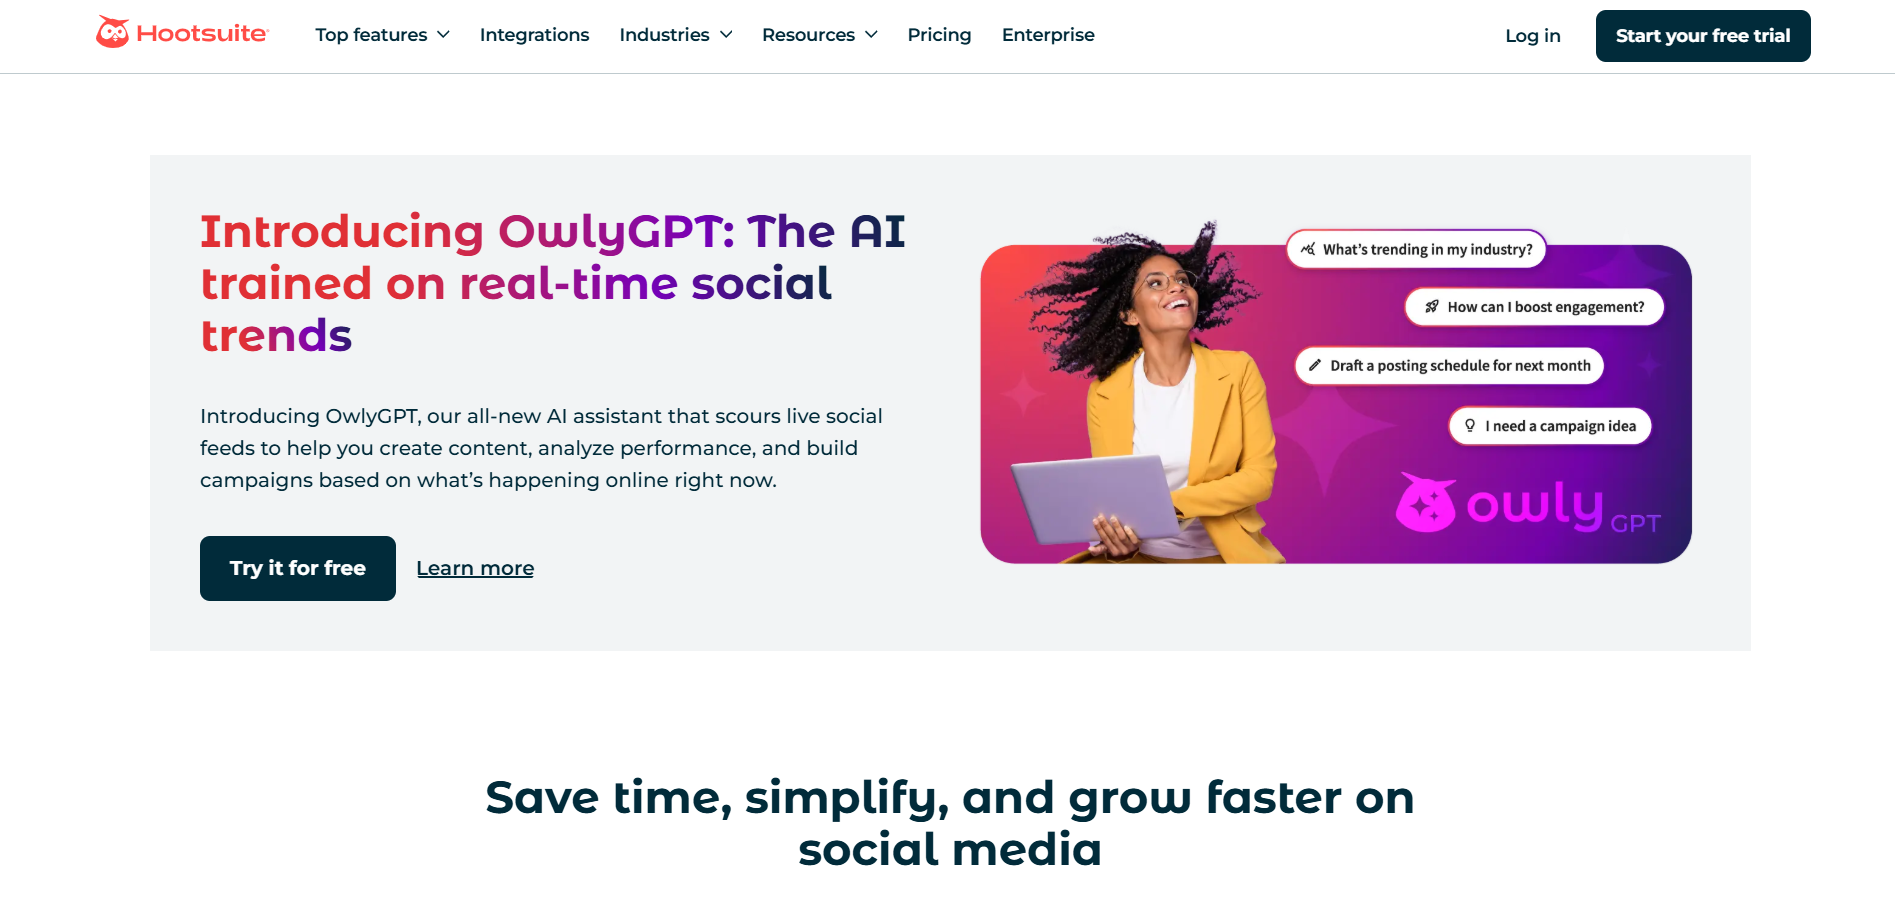 Hootsuite
Top features
Integrations
Industries
Resources
Pricing
Enterprise
Log in
Start your free trial
Introducing OwlyGPT: The AI
trained on real-time social
trends
Introducing OwlyGPT, our all-new AI assistant that scours live social
feeds to help you create content, analyze performance, and build
campaigns based on what’s happening online right now.
Try it for free
Learn more
What’s trending in my industry?
How can I boost engagement?
Draft a posting schedule for next month
I need a campaign idea
owly GPT
Save time, simplify, and grow faster on
social media